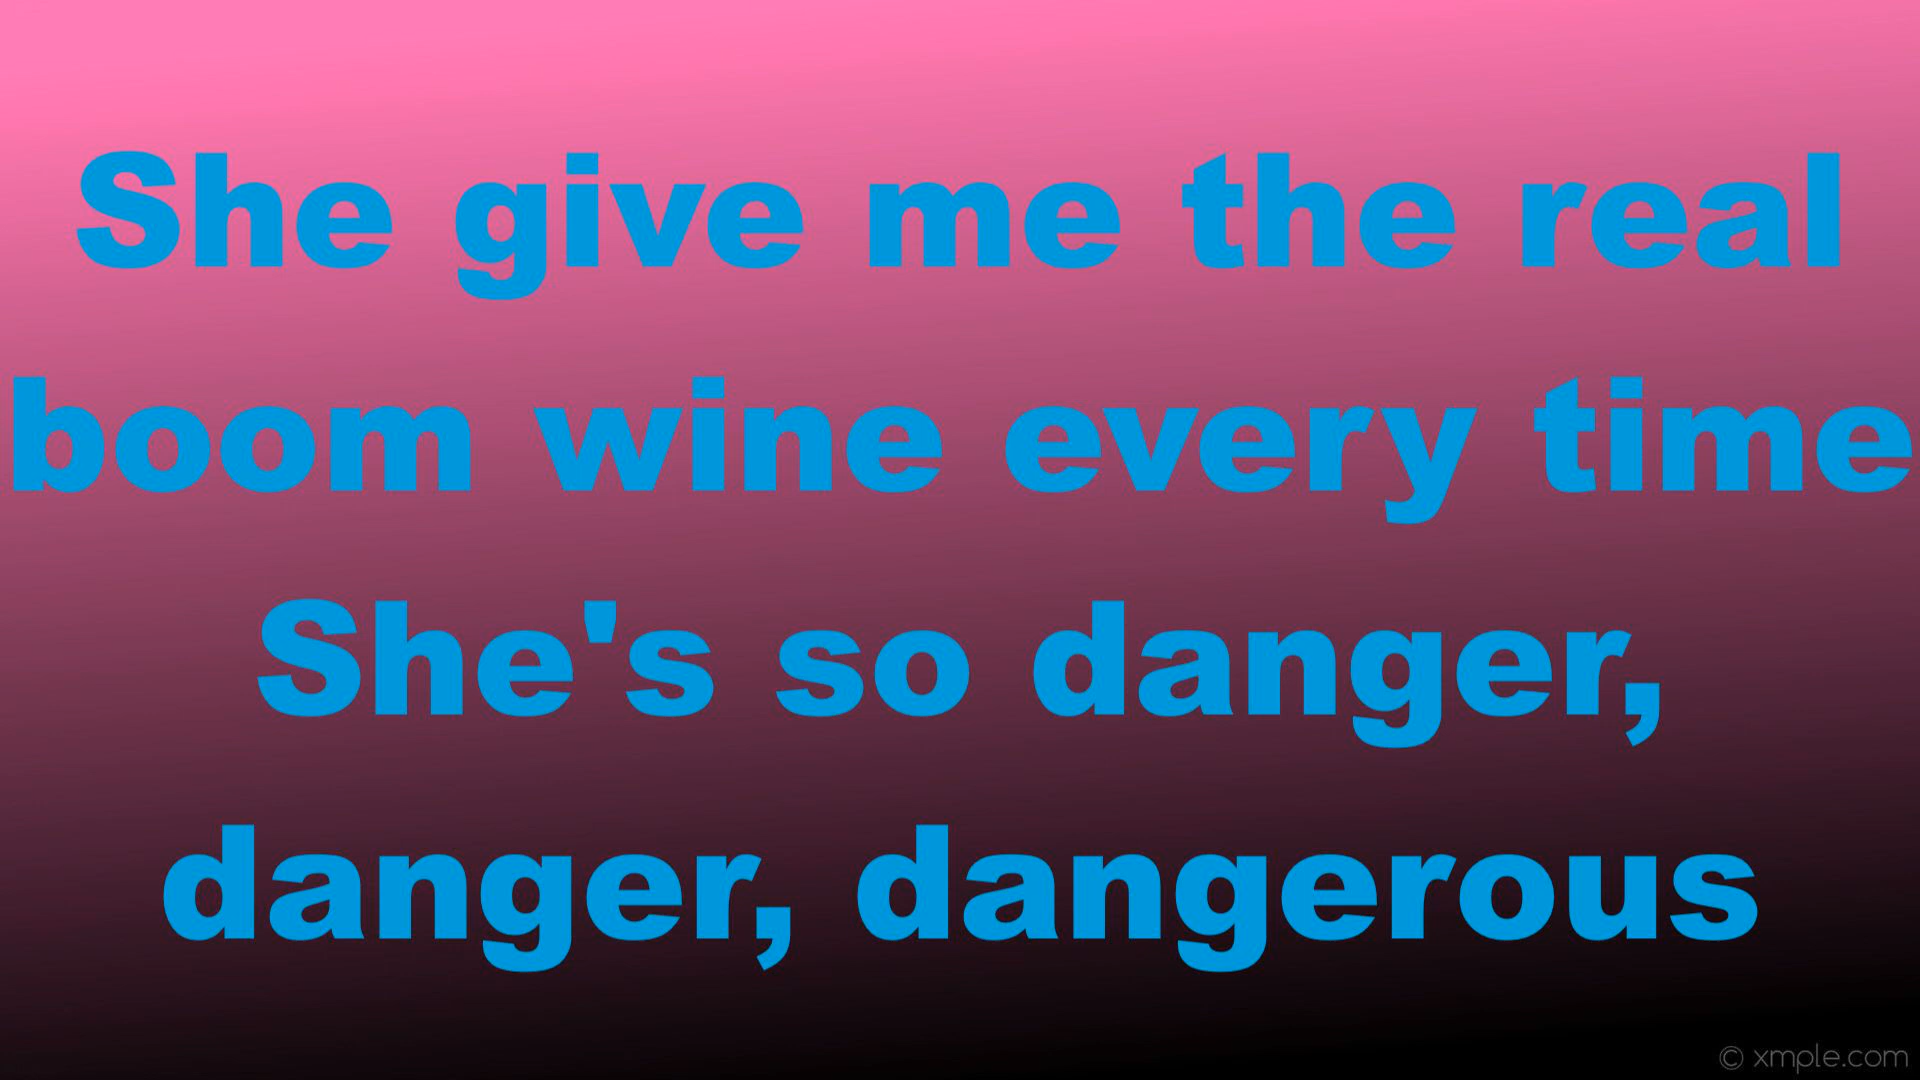 She give me the real
boom wine every time
She's so danger,
danger, dangerous
© xmple.com